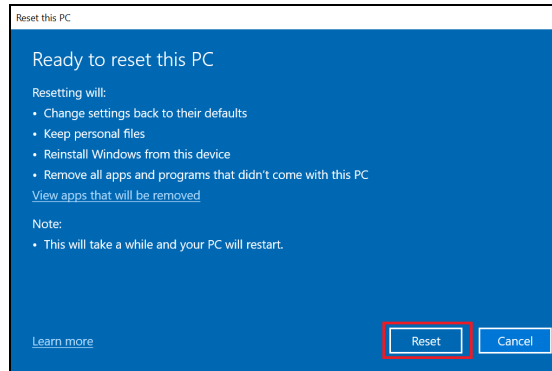 Reset this PC
Ready to reset this PC
Resetting will:
• Change settings back to their defaults
• Keep personal files
• Reinstall Windows from this device
• Remove all apps and programs that didn't come with this PC
View apps that will be removed
Note:
• This will take a while and your PC will restart.
Learn more
Reset
Cancel